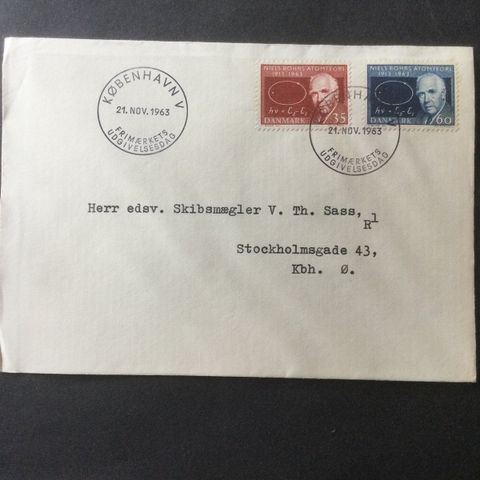 KØBENHAVN V
21. NOV. 1963
FRIMÆRKETS
UDGIVELSESDAG
NIELS BOHRS ATOMTEORI
1913-1963
DANMARK 35
NIELS BOHRS ATOMTEORI
1913-1963
DANMARK 60
21. NOV. 1963
FRIMÆRKETS
UDGIVELSESDAG
Herr edsv. Skibsmægler V. Th. Sass, R1
Stockholmsgade 43,
Kbh. Ø.